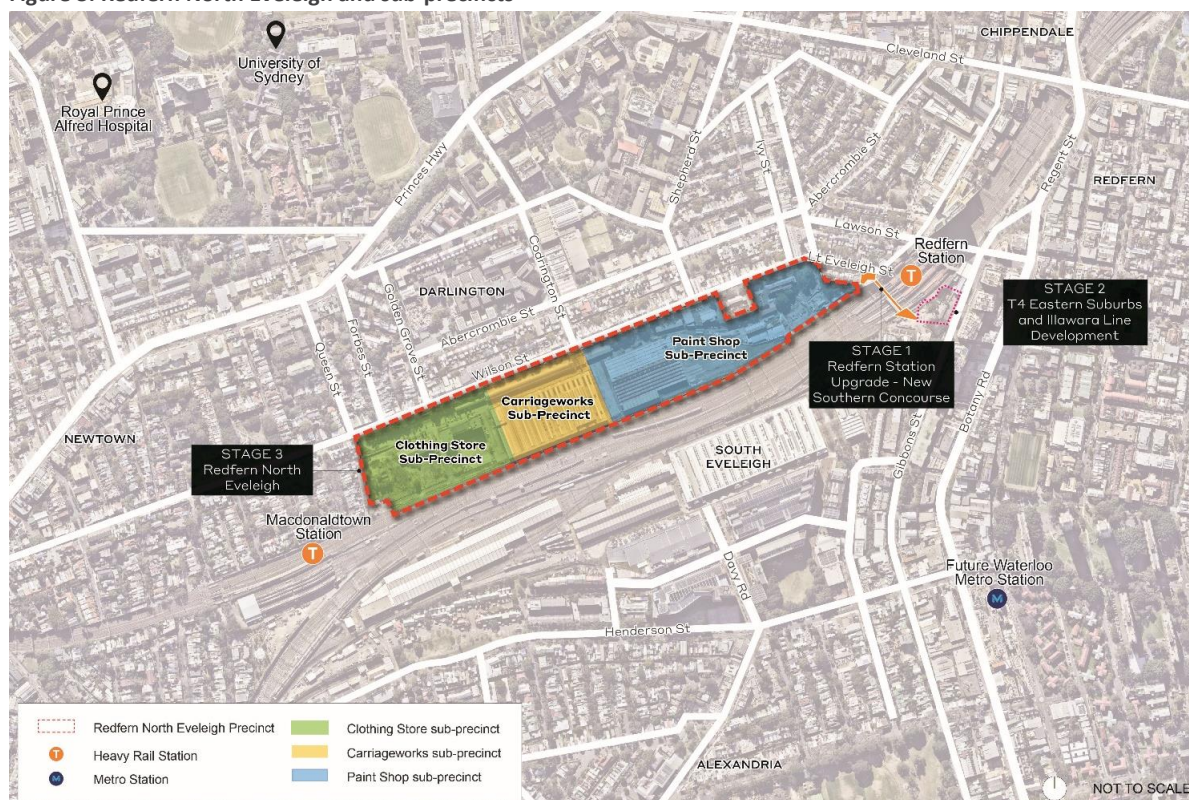 Figure 3: Redfern North Eveleigh and sub-precincts
CHIPPENDALE
Cleveland St
University of
Sydney
Royal Prince
Alfred Hospital
Princes Hwy
Shepherd St
Ivy St
Abercrombie St
Regent St
REDFERN
Lawson St
Redfern
Station
T
Lt Eveleigh St
Codrington St
DARLINGTON
Golden Grove St
Forbes St
Queen St
Abercrombie St
Wilson St
STAGE 2
T4 Eastern Suburbs
and Illawara Line
Development
Paint Shop
Sub-Precinct
STAGE 1
Redfern Station
Upgrade - New
Southern Concourse
Carriageworks
Sub-Precinct
Clothing Store
Sub-Precinct
NEWTOWN
STAGE 3
Redfern North
Eveleigh
SOUTH
EVELEIGH
Gibbons St
Botany Rd
Macdonaldtown
Station
T
Davy Rd
Future Waterloo
Metro Station
M
Henderson St
ALEXANDRIA
Redfern North Eveleigh Precinct
T Heavy Rail Station
M Metro Station
Clothing Store sub-precinct
Carriageworks sub-precinct
Paint Shop sub-precinct
NOT TO SCALE